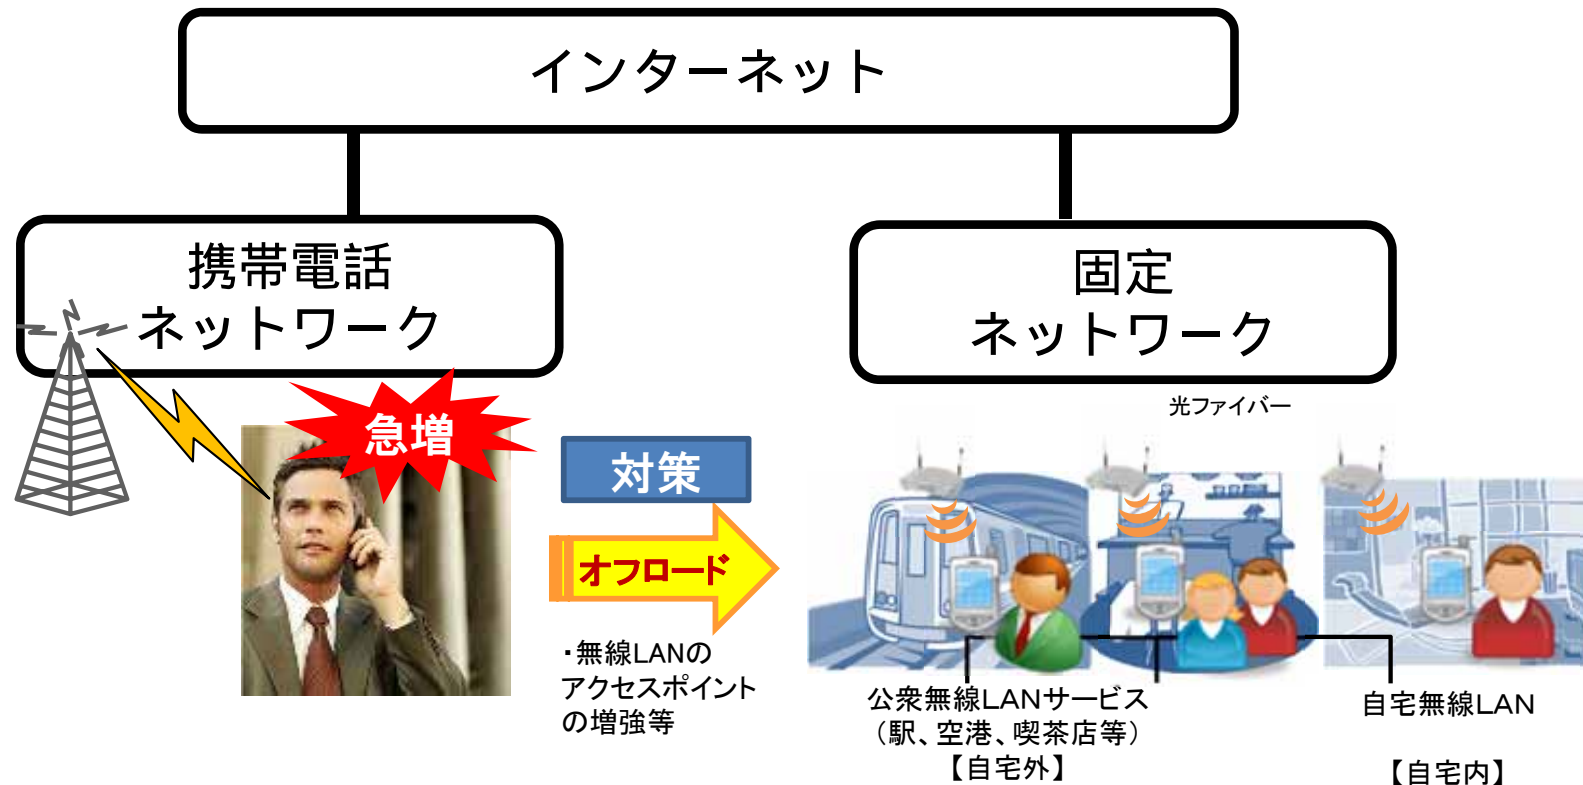 インターネット
携帯電話
ネットワーク
固定
ネットワーク
光ファイバー
急増
対策
オフロード
・無線LANの
アクセスポイント
の増強等
公衆無線LANサービス
（駅、空港、喫茶店等）
【自宅外】
自宅無線LAN
【自宅内】